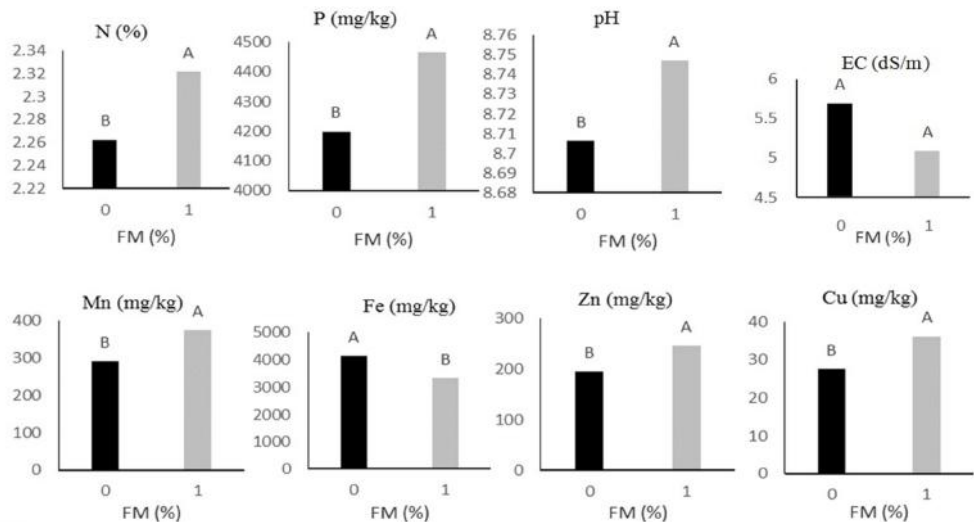 N (%)
2.34
2.32
2.3
2.28
2.26
2.24
2.22
B
A
0 1
FM (%)
P (mg/kg)
4500
4400
4300
4200
4100
4000
B
A
0 1
FM (%)
pH
8.76
8.75
8.74
8.73
8.72
8.71
8.7
8.69
8.68
B
A
0 1
FM (%)
EC (dS/m)
6
5.5
5
4.5
A
A
0 1
FM (%)
Mn (mg/kg)
400
300
200
100
0
B
A
0 1
FM (%)
Fe (mg/kg)
5000
4000
3000
2000
1000
0
A
B
0 1
FM (%)
Zn (mg/kg)
300
200
100
0
B
A
0 1
FM (%)
Cu (mg/kg)
40
30
20
10
0
B
A
0 1
FM (%)